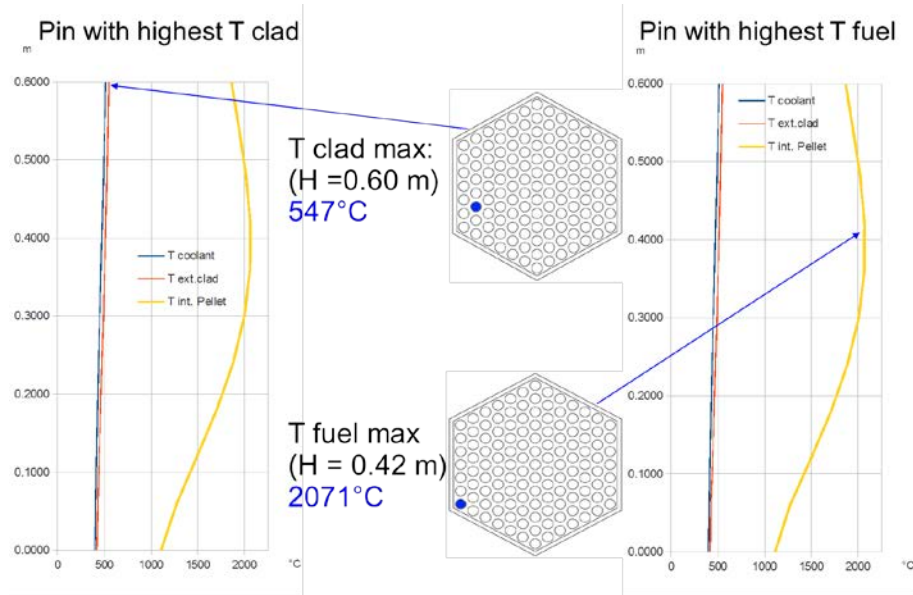 Pin with highest T clad
m
0.6000
0.5000
0.4000
0.3000
0.2000
0.1000
0.0000
0
500
1000
1500
2000
°C
T coolant
T ext.clad
T int. Pellet
T clad max:
(H =0.60 m)
547°C
T fuel max
(H = 0.42 m)
2071°C
Pin with highest T fuel
m
0.6000
0.5000
0.4000
0.3000
0.2000
0.1000
0.0000
0
500
1000
1500
2000
°C
T coolant
T ext.clad
T int. Pellet